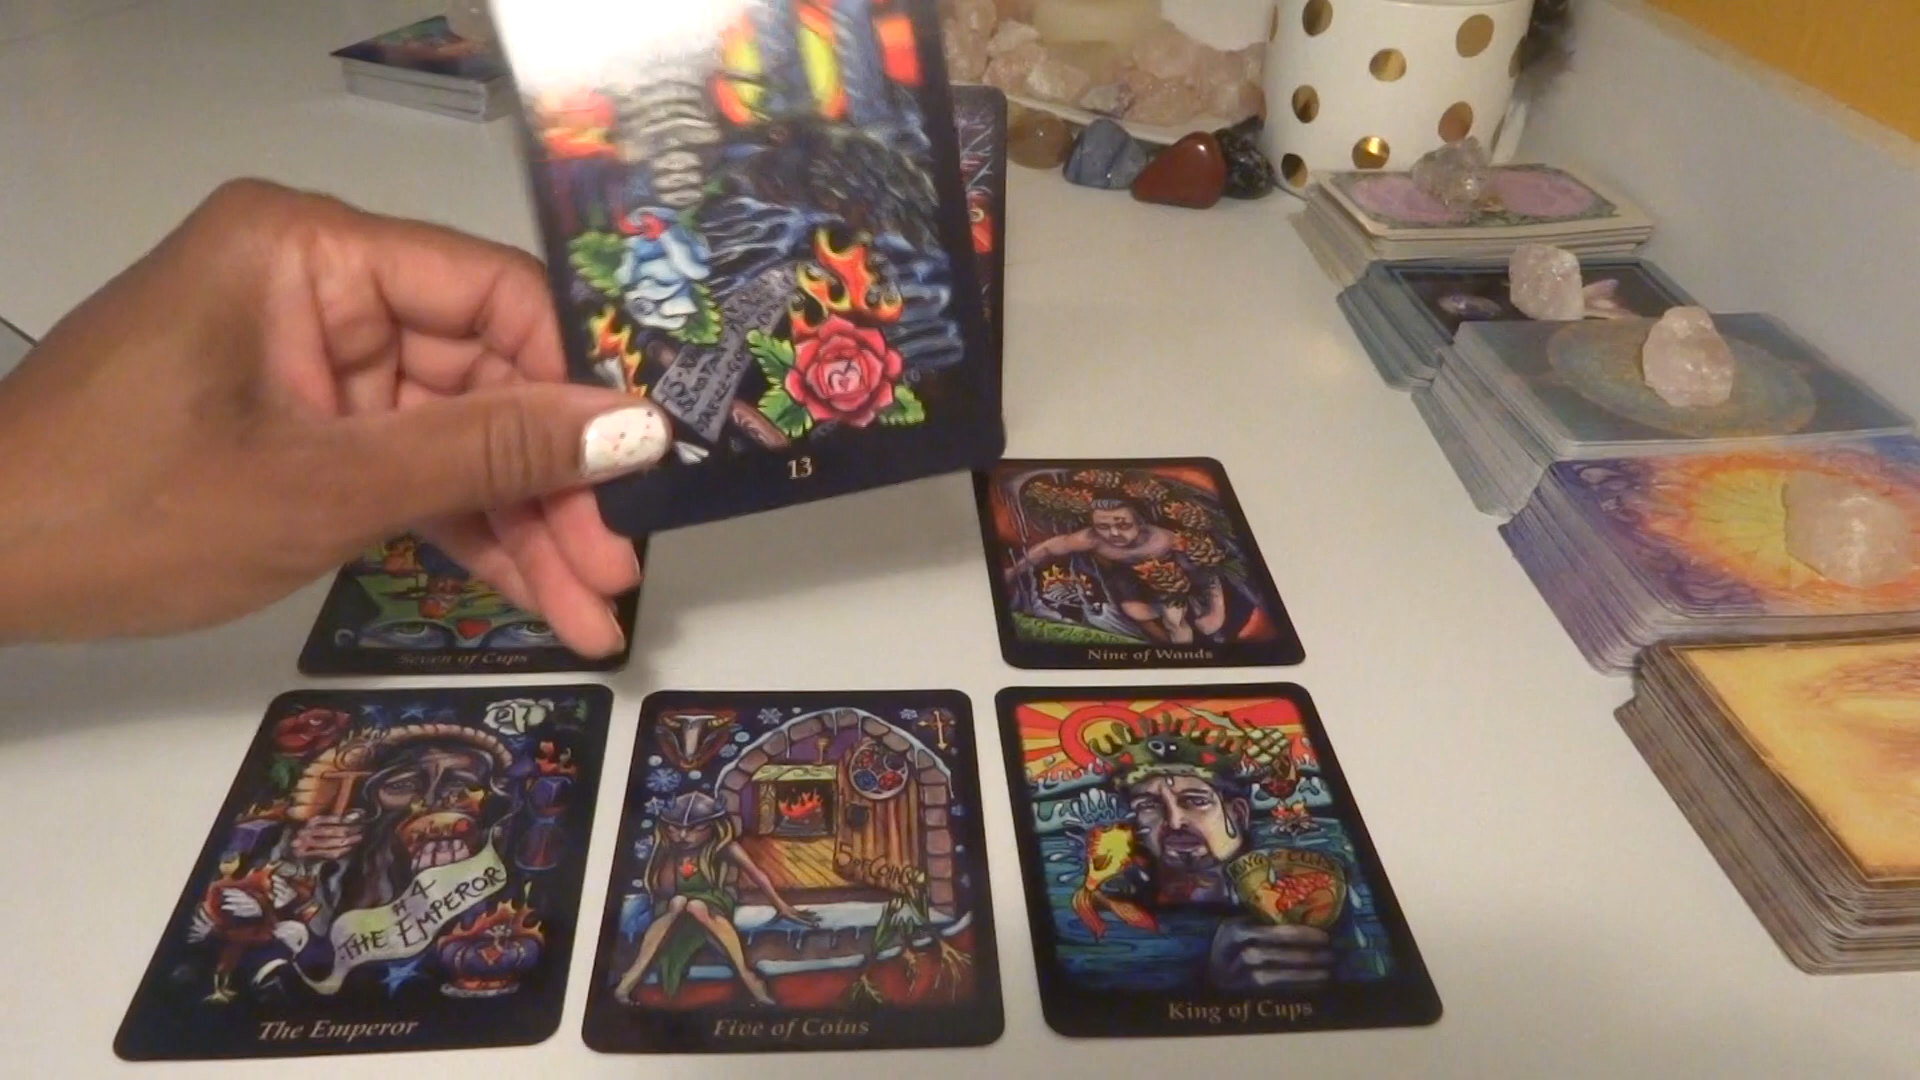 13
Seven of Cups
Nine of Wands
#4
THE EMPEROR
The Emperor
5 OF COINS
Five of Coins
KING OF CUPS
King of Cups